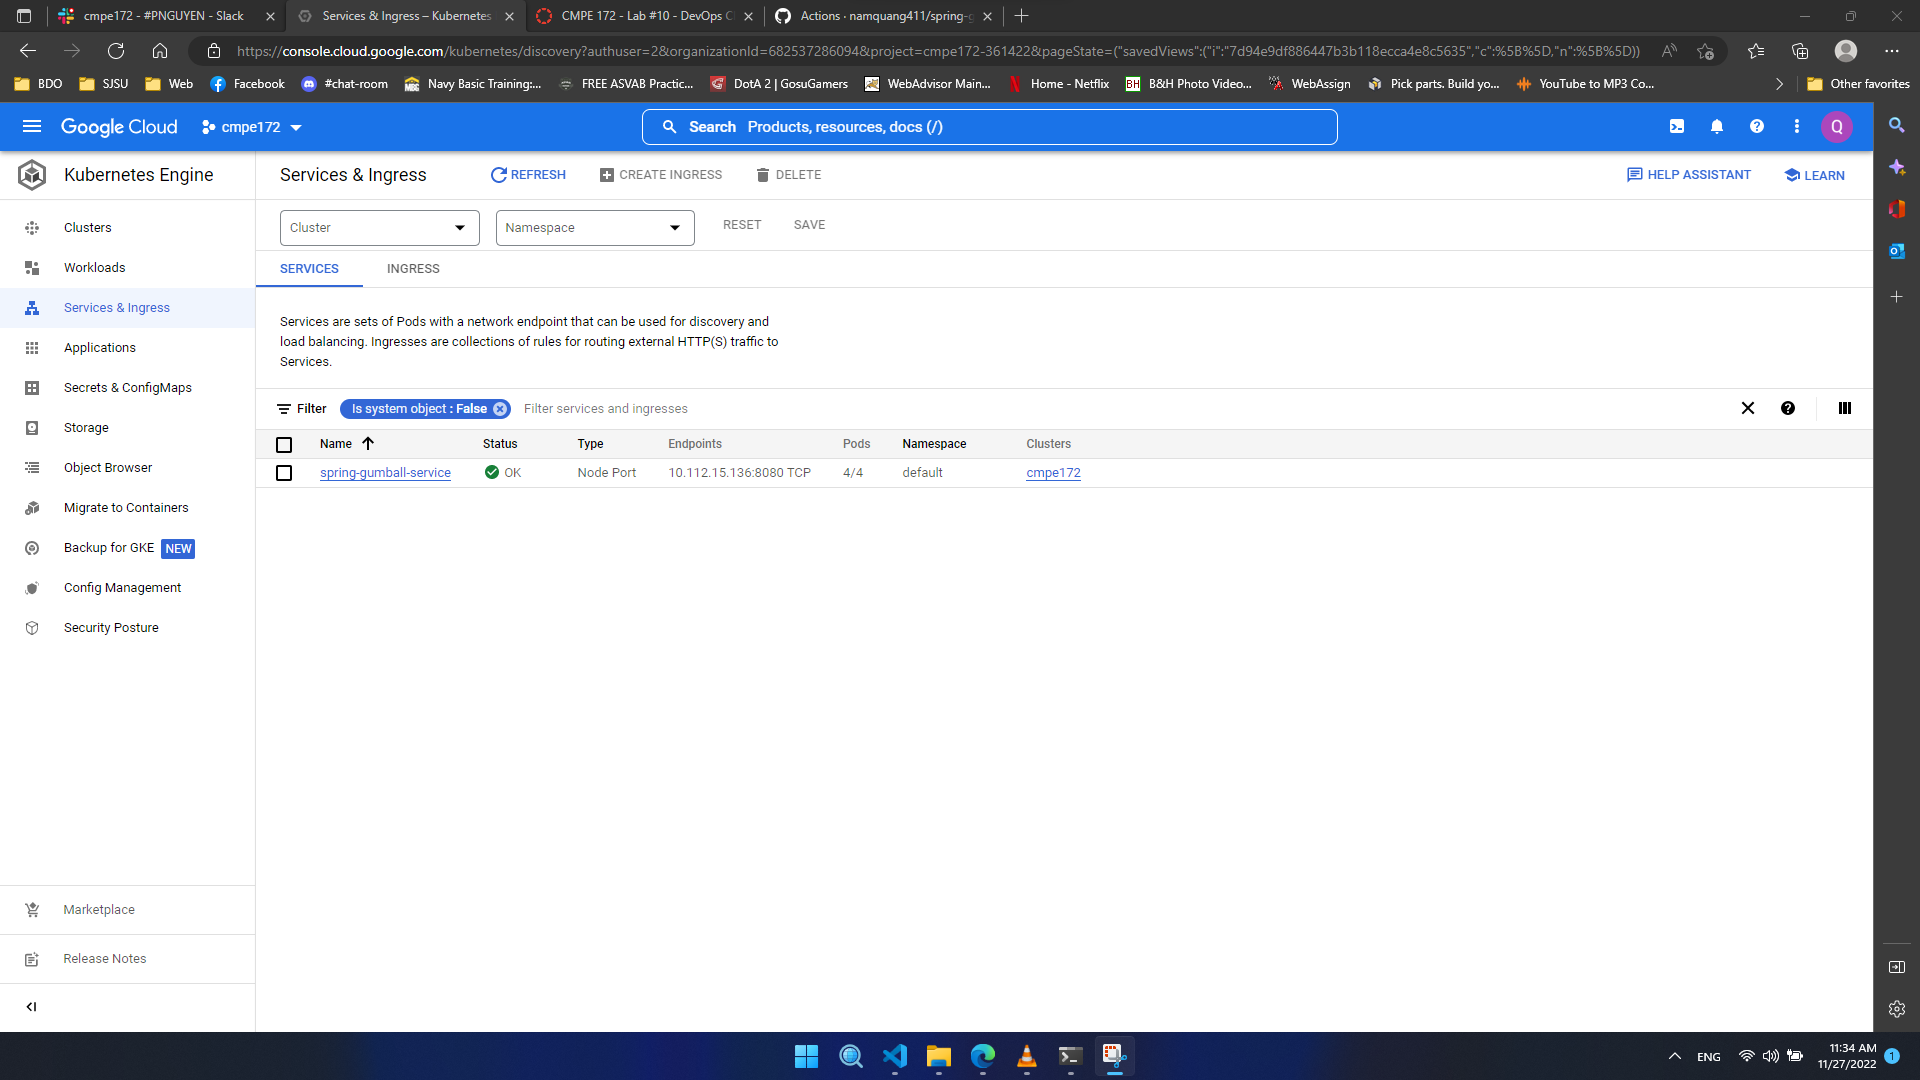 cmpe172 - #PNGUYEN - Slack
Services & Ingress – Kubernetes
CMPE 172 - Lab #10 - DevOps C
Actions · namquang411/spring-g
https://console.cloud.google.com/kubernetes/discovery?authuser=2&organizationId=682537286094&project=cmpe172-361422&pageState=("savedViews":("i":"7d94e9df886447b3b118ecca4e8c5635","c":%5B%5D,"n":%5B%5D))
BDO
SJSU
Web
Facebook
#chat-room
Navy Basic Training:...
FREE ASVAB Practic...
DotA 2 | GosuGamers
WebAdvisor Main...
Home - Netflix
B&H Photo Video...
WebAssign
Pick parts. Build yo...
YouTube to MP3 Co...
Other favorites
Google Cloud
cmpe172
Search Products, resources, docs (/)
Q
Kubernetes Engine
Services & Ingress
REFRESH
CREATE INGRESS
DELETE
HELP ASSISTANT
LEARN
Clusters
Workloads
Services & Ingress
Applications
Secrets & ConfigMaps
Storage
Object Browser
Migrate to Containers
Backup for GKE NEW
Config Management
Security Posture
Marketplace
Release Notes
Cluster
Namespace
RESET
SAVE
SERVICES
INGRESS
Services are sets of Pods with a network endpoint that can be used for discovery and
load balancing. Ingresses are collections of rules for routing external HTTP(S) traffic to
Services.
Filter
Is system object : False
Filter services and ingresses
Name Status Type Endpoints Pods Namespace Clusters
spring-gumball-service OK Node Port 10.112.15.136:8080 TCP 4/4 default cmpe172
ENG
11:34 AM
11/27/2022
1